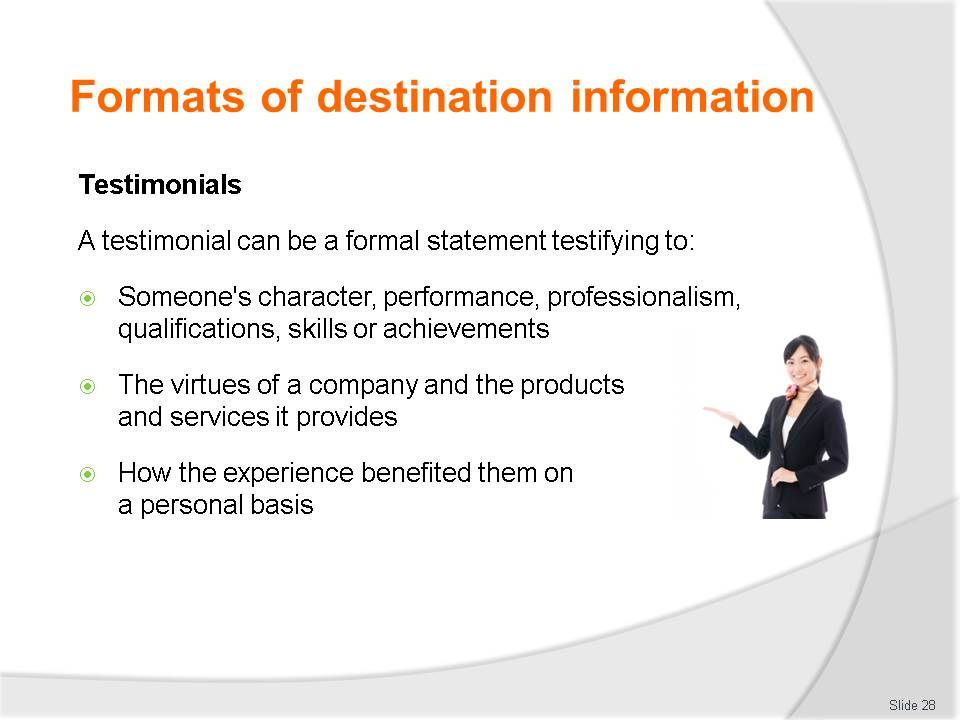 Formats of destination information
Testimonials
A testimonial can be a formal statement testifying to:
Someone's character, performance, professionalism,
qualifications, skills or achievements
The virtues of a company and the products
and services it provides
How the experience benefited them on
a personal basis
Slide 28